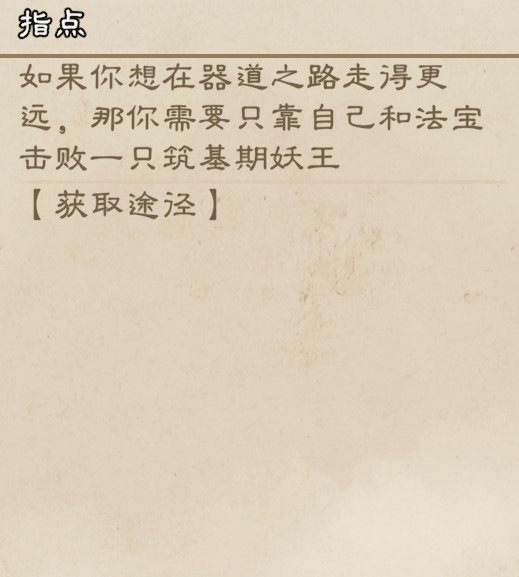 指点
如果你想在器道之路走得更
远，那你需要只靠自己和法宝
击败一只筑基期妖王
【获取途径】